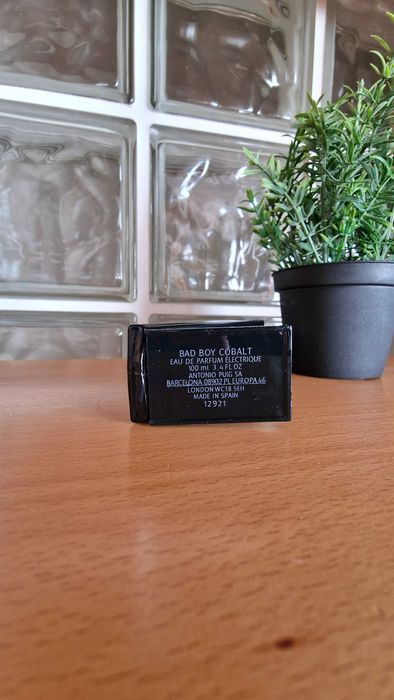 BAD BOY COBALT
EAU DE PARFUM ÉLECTRIQUE
100 ml 3.4 FL OZ
ANTONIO PUIG SA
BARCELONA 08902 PL EUROPA 46
LONDON WC1B 5EH
MADE IN SPAIN
12921